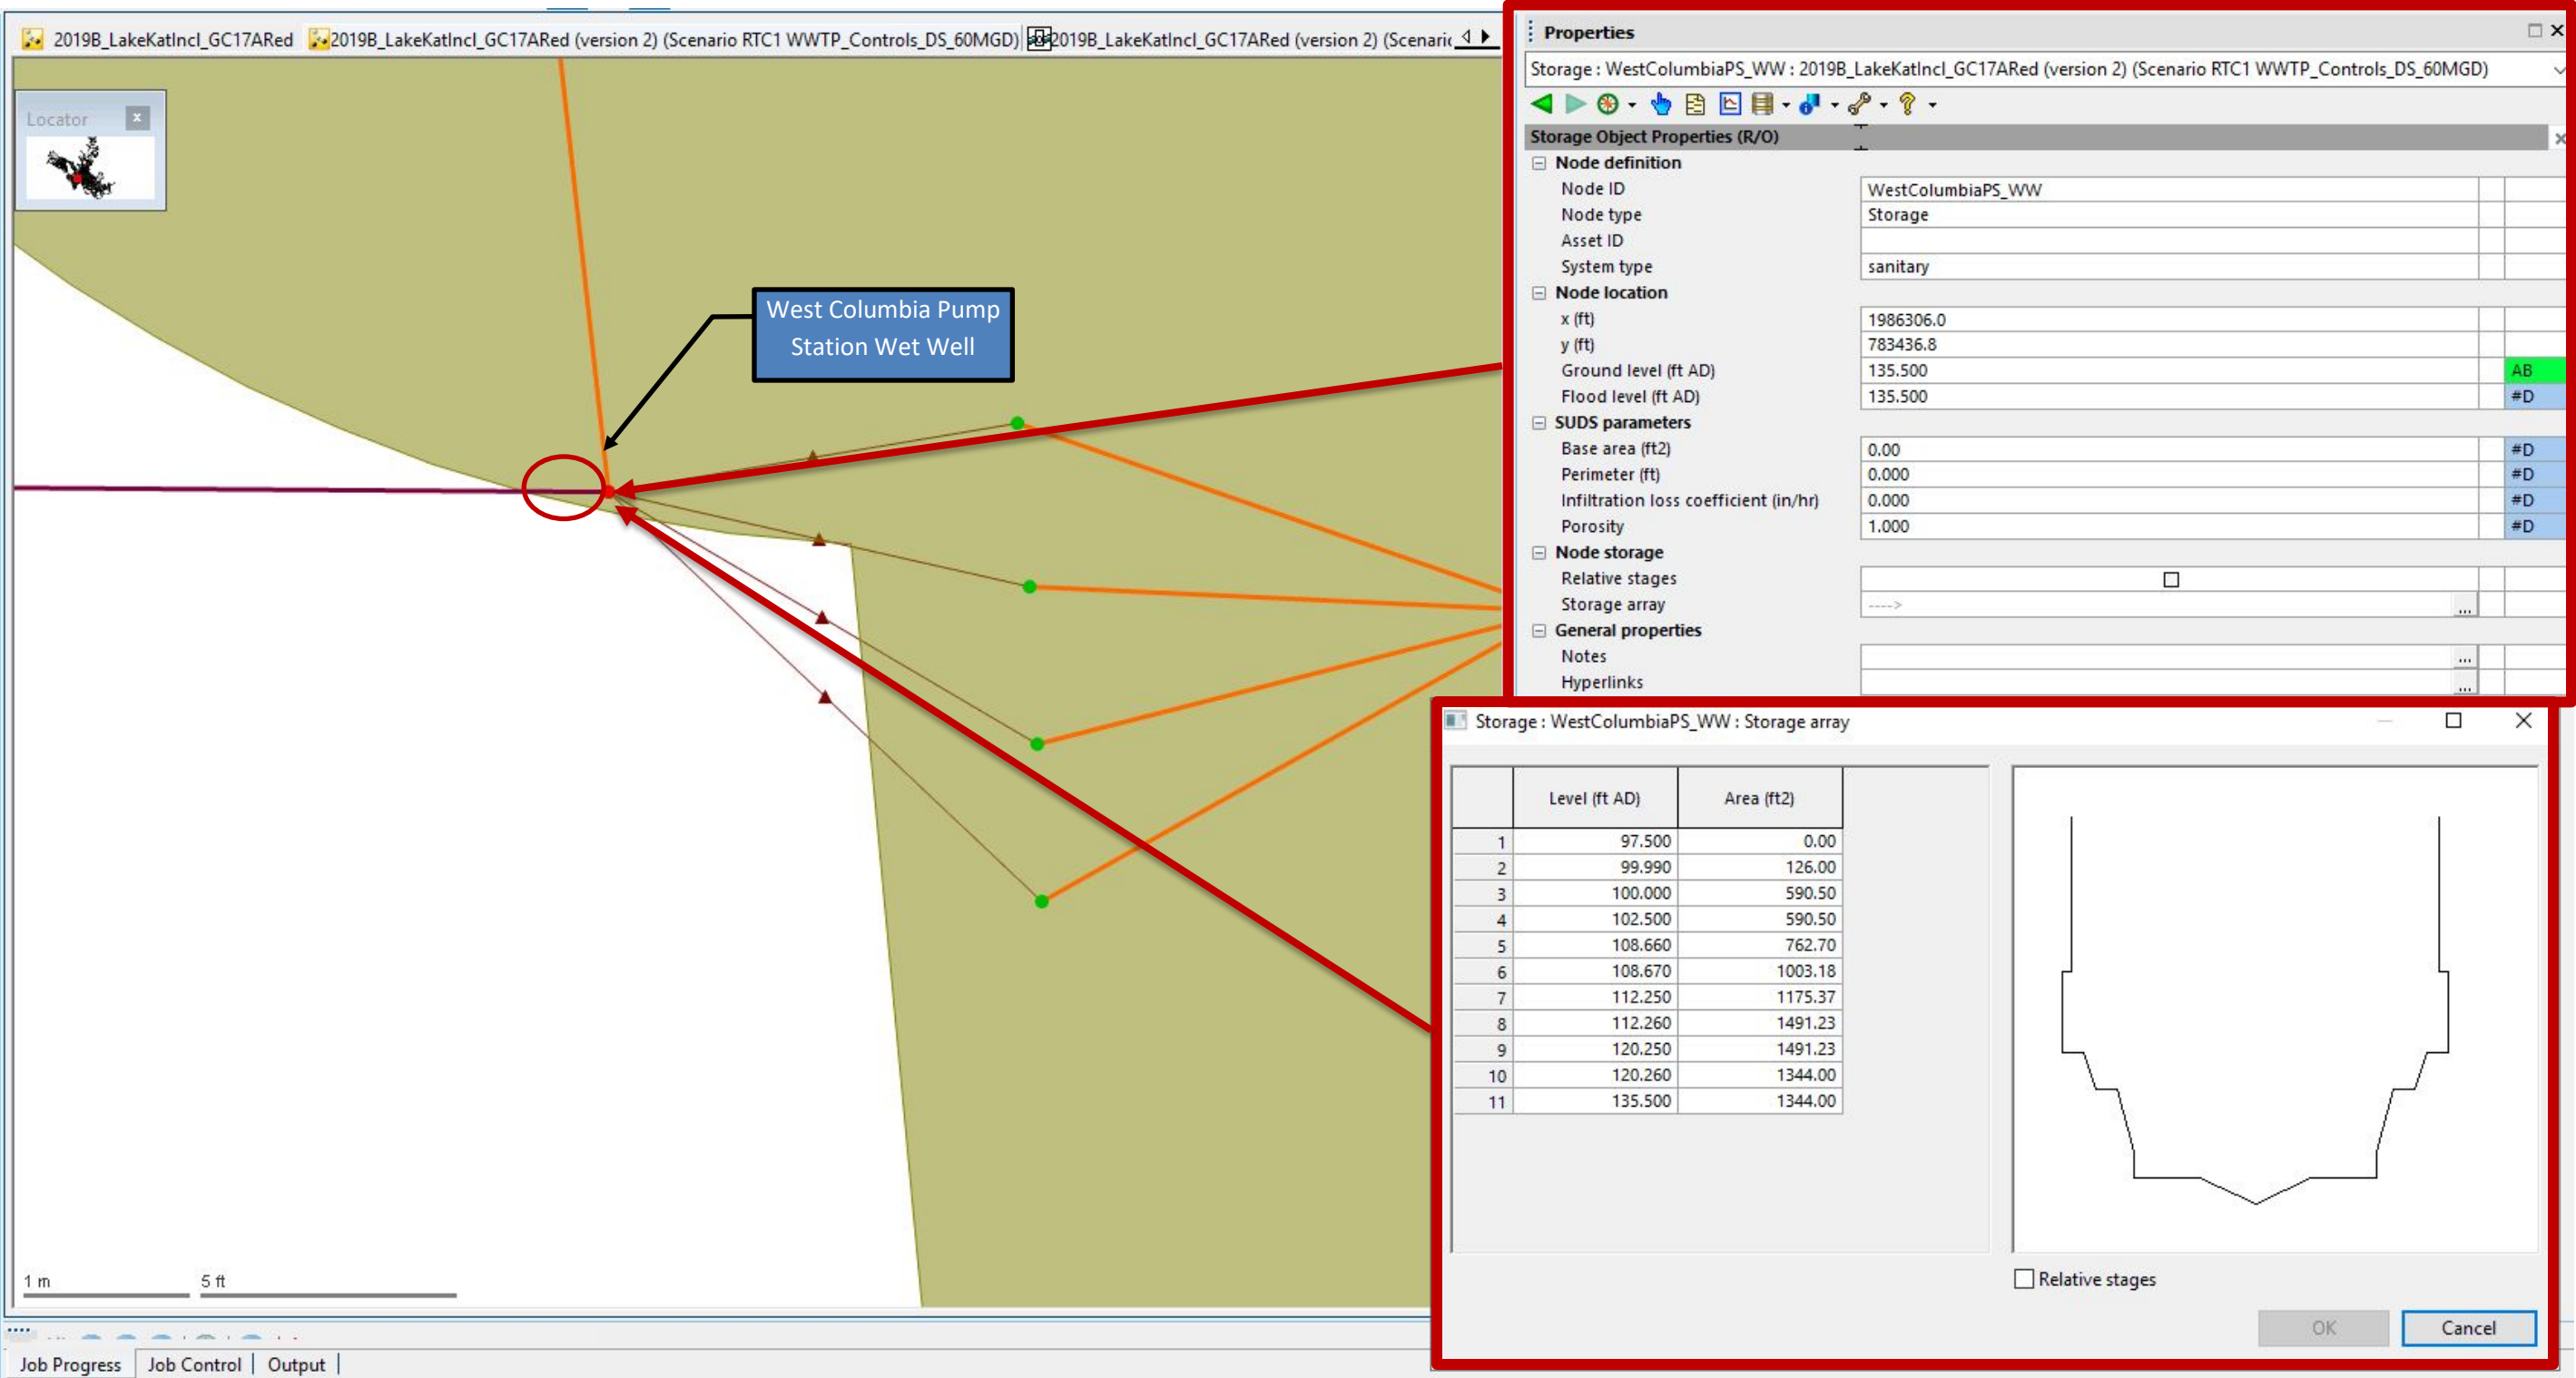 2019B_LakeKatIncl_GC17ARed
2019B_LakeKatIncl_GC17ARed (version 2) (Scenario RTC1 WWTP_Controls_DS_60MGD)
2019B_LakeKatIncl_GC17ARed (version 2) (Scenaric
Locator x
West Columbia Pump
Station Wet Well
1 m 5 ft
Job Progress Job Control Output
Properties
Storage : WestColumbiaPS_WW : 2019B_LakeKatIncl_GC17ARed (version 2) (Scenario RTC1 WWTP_Controls_DS_60MGD)
Storage Object Properties (R/O)
Node definition
Node ID WestColumbiaPS_WW
Node type Storage
Asset ID
System type sanitary
Node location
x (ft) 1986306.0
y (ft) 783436.8
Ground level (ft AD) 135.500 AB
Flood level (ft AD) 135.500 #D
SUDS parameters
Base area (ft2) 0.00 #D
Perimeter (ft) 0.000 #D
Infiltration loss coefficient (in/hr) 0.000 #D
Porosity 1.000 #D
Node storage
Relative stages
Storage array ----> ...
General properties
Notes ...
Hyperlinks ...
Storage : WestColumbiaPS_WW : Storage array
Level (ft AD) Area (ft2)
1 97.500 0.00
2 99.990 126.00
3 100.000 590.50
4 102.500 590.50
5 108.660 762.70
6 108.670 1003.18
7 112.250 1175.37
8 112.260 1491.23
9 120.250 1491.23
10 120.260 1344.00
11 135.500 1344.00
Relative stages
OK Cancel